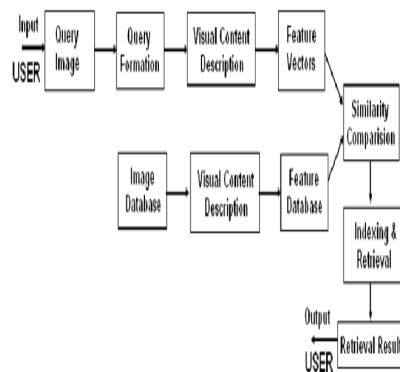 Input
USER
Query
Image
Query
Formation
Visual Content
Description
Feature
Vectors
Similarity
Comparision
Image
Database
Visual Content
Description
Feature
Database
Indexing &
Retrieval
Output
USER
Retrieval Result